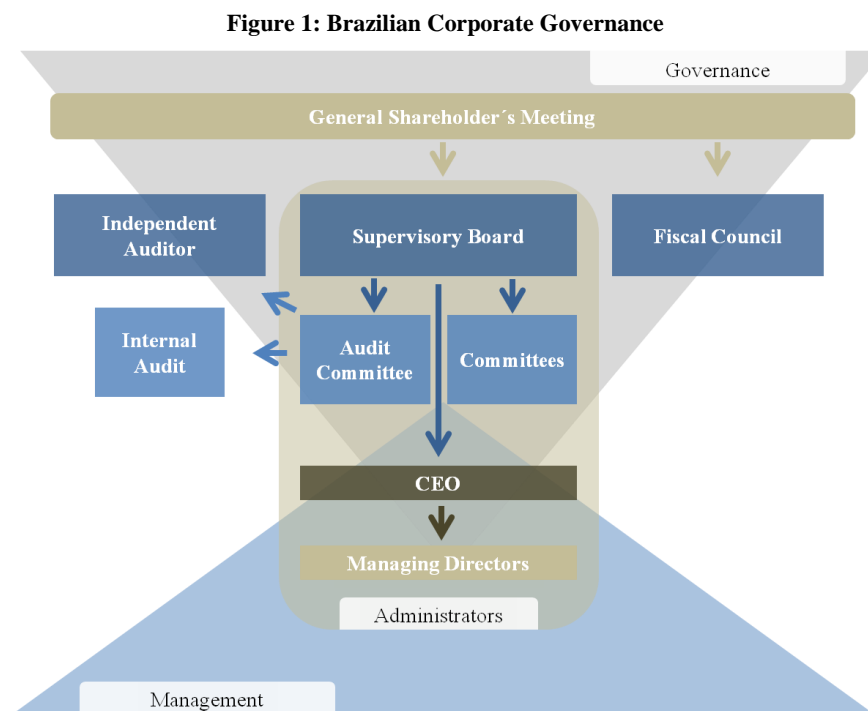 Figure 1: Brazilian Corporate Governance
Governance
General Shareholder´s Meeting
Independent
Auditor
Supervisory Board
Fiscal Council
Internal
Audit
Audit
Committee
Committees
CEO
Managing Directors
Administrators
Management